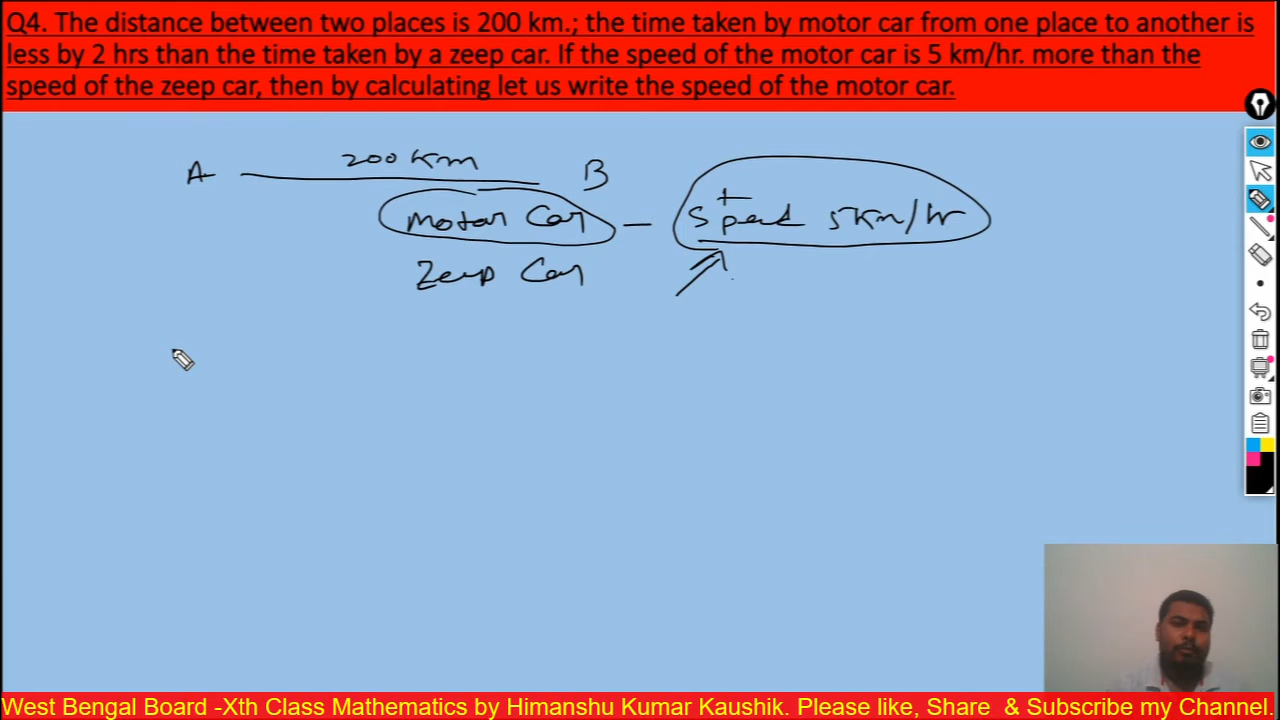 Q4. The distance between two places is 200 km.; the time taken by motor car from one place to another is
less by 2 hrs than the time taken by a zeep car. If the speed of the motor car is 5 km/hr. more than the
speed of the zeep car, then by calculating let us write the speed of the motor car.
A 200 Km B
Motor Car — Speed 5Km/hr
Zeep Car
West Bengal Board -Xth Class Mathematics by Himanshu Kumar Kaushik. Please like, Share & Subscribe my Channel.